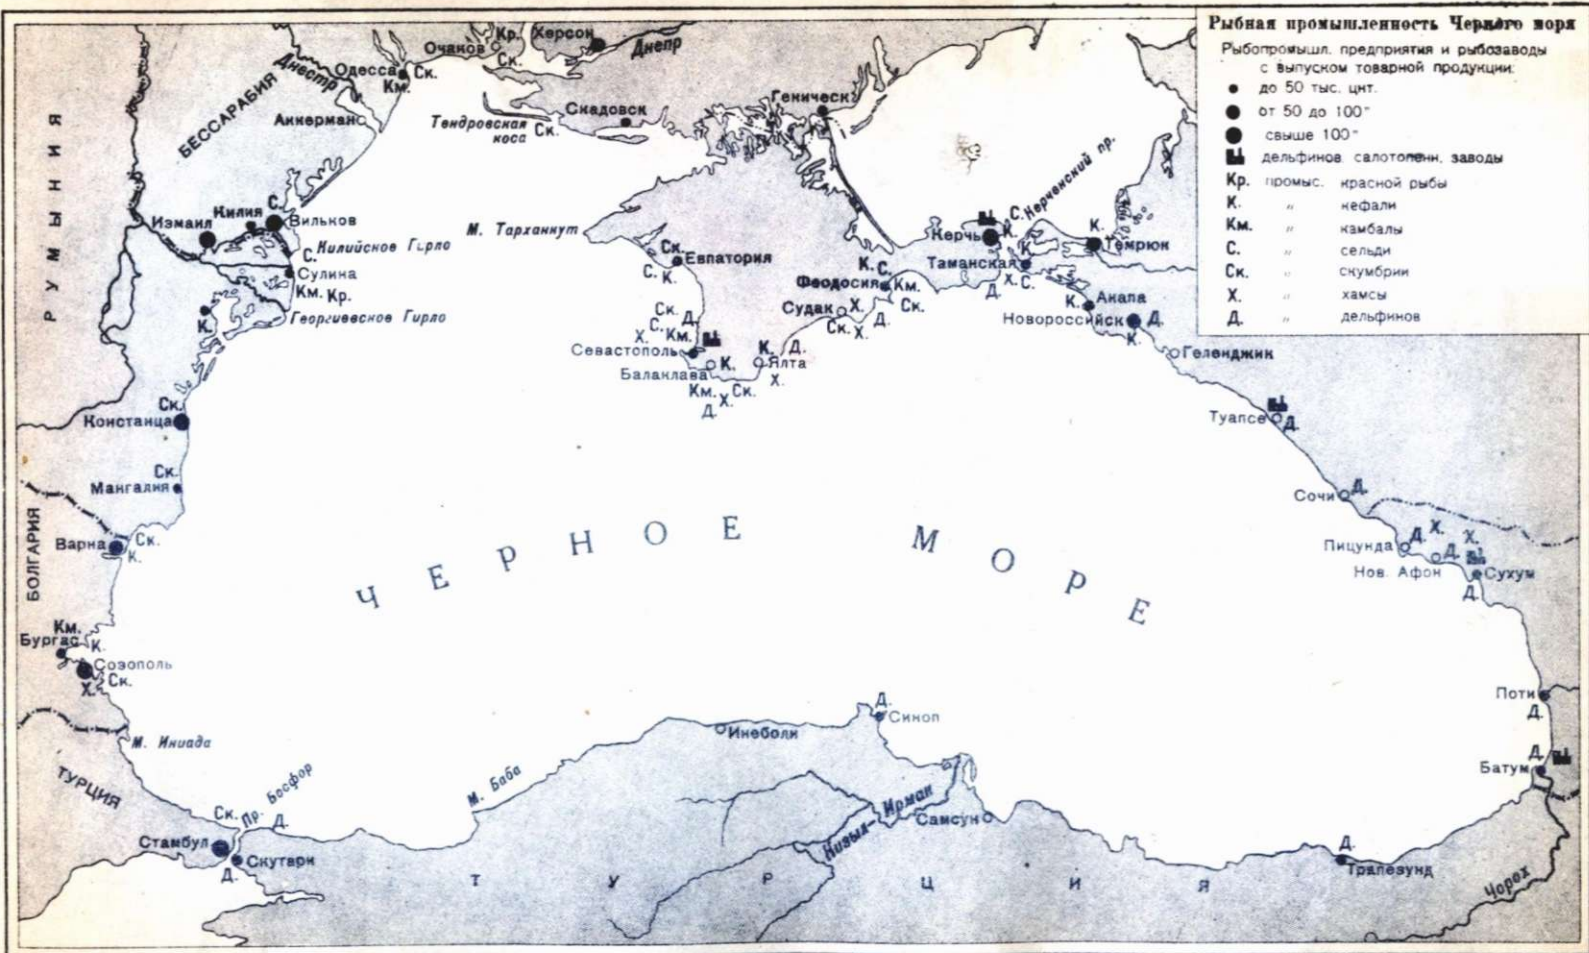 Рыбная промышленность Черного моря
Рыбопромышл. предприятия и рыбозаводы
с выпуском товарной продукции:
до 50 тыс. цнт.
от 50 до 100"
свыше 100"
дельфинов. салотопенн. заводы
Кр. промыс. красной рыбы
К. " кефали
Км. " камбалы
С. " сельди
Ск. " скумбрии
Х. " хамсы
Д. " дельфинов
РУМЫНИЯ
БЕССАРАБИЯ
Днестр
Одесса
Ск.
Км.
Очаков
Кр.
Ск.
Херсон
Днепр
Аккерман
Тендровская
коса
Ск.
Скадовск
Геническ
Измаил
Килия
С.
Вилков
Килийское Гирло
С.
Сулина
Км. Кр.
Георгиевское Гирло
К.
М. Тарханкут
Ск.
Евпатория
С. К.
Ск.
Д.
С.
Х.
Км.
Севастополь
Балаклава
К.
Км. Х. Ск.
Д.
К.
Д.
Ялта
Х.
Судак
Х.
Ск. Х.
Д.
К. С.
Феодосия
Км.
Ск.
Керчь
С.
К.
Керченский пр.
К.
Таманская
Д.
Х. С.
К.
Темрюк
К.
Анапа
Новороссийск
Д.
К.
Геленджик
Туапсе
Д.
Сочи
Д.
Пицунда
Д.
Х.
Нов. Афон
Д.
Х.
Сухум
Д.
Поти
Д.
Д.
Батум
Чорох
Д.
Трапезунд
Самсун
Кизыл-Ирмак
Д.
Синоп
Инеболи
М. Баба
ТУРЦИЯ
Ск.
Пр. Босфор
Д.
Стамбул
Скутари
Д.
ТУРЦИЯ
М. Иниада
Км.
Бургас
К.
Созополь
Х.
Ск.
БОЛГАРИЯ
Варна
Ск.
К.
Ск.
Мангалия
Ск.
Констанца
ЧЕРНОЕ МОРЕ